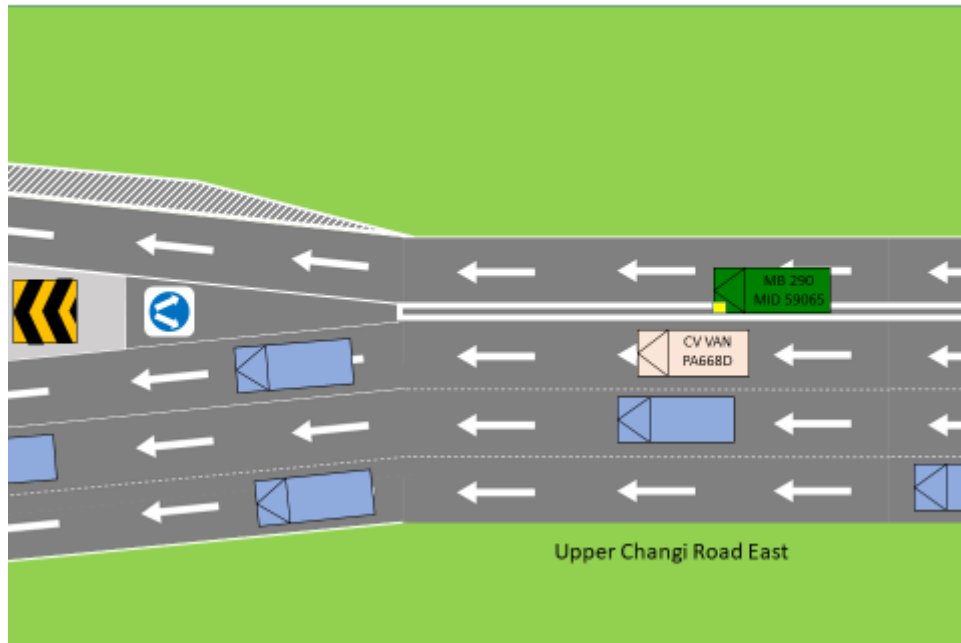 MB 290
MID 59065
CV VAN
PA668D
Upper Changi Road East